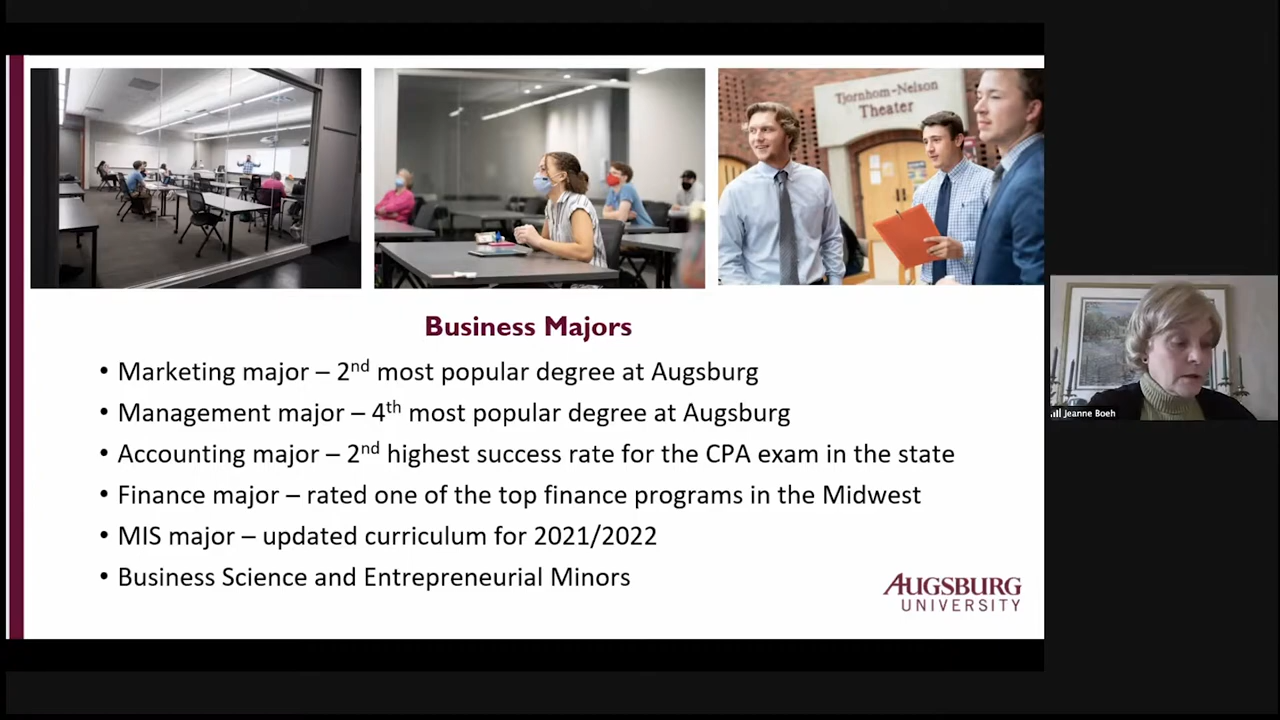 Tjornhom-Nelson
Theater
Business Majors
• Marketing major – 2nd most popular degree at Augsburg
• Management major – 4th most popular degree at Augsburg
• Accounting major – 2nd highest success rate for the CPA exam in the state
• Finance major – rated one of the top finance programs in the Midwest
• MIS major – updated curriculum for 2021/2022
• Business Science and Entrepreneurial Minors
AUGSBURG
UNIVERSITY
Jeanne Boeh